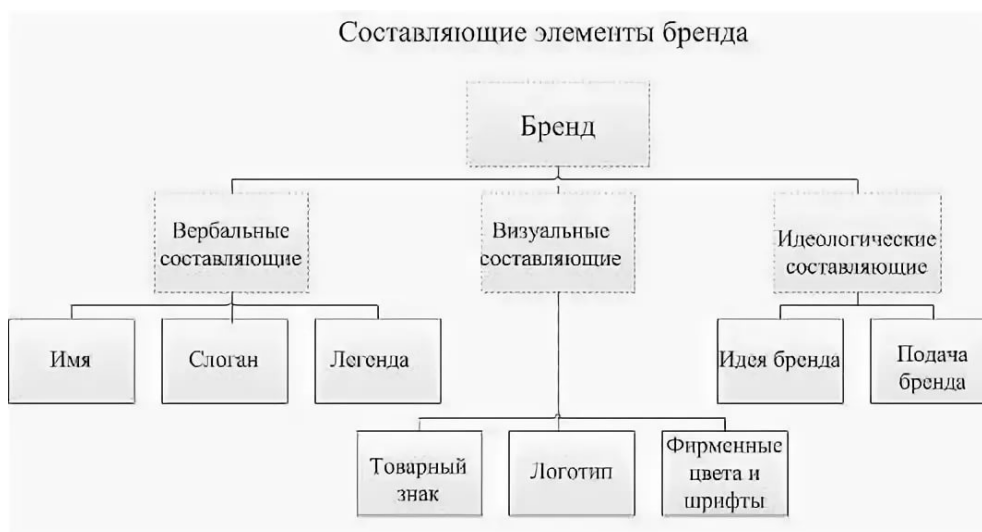 Составляющие элементы бренда
Бренд
Вербальные
составляющие
Визуальные
составляющие
Идеологические
составляющие
Имя
Слоган
Легенда
Идея бренда
Подача
бренда
Товарный
знак
Логотип
Фирменные
цвета и
шрифты